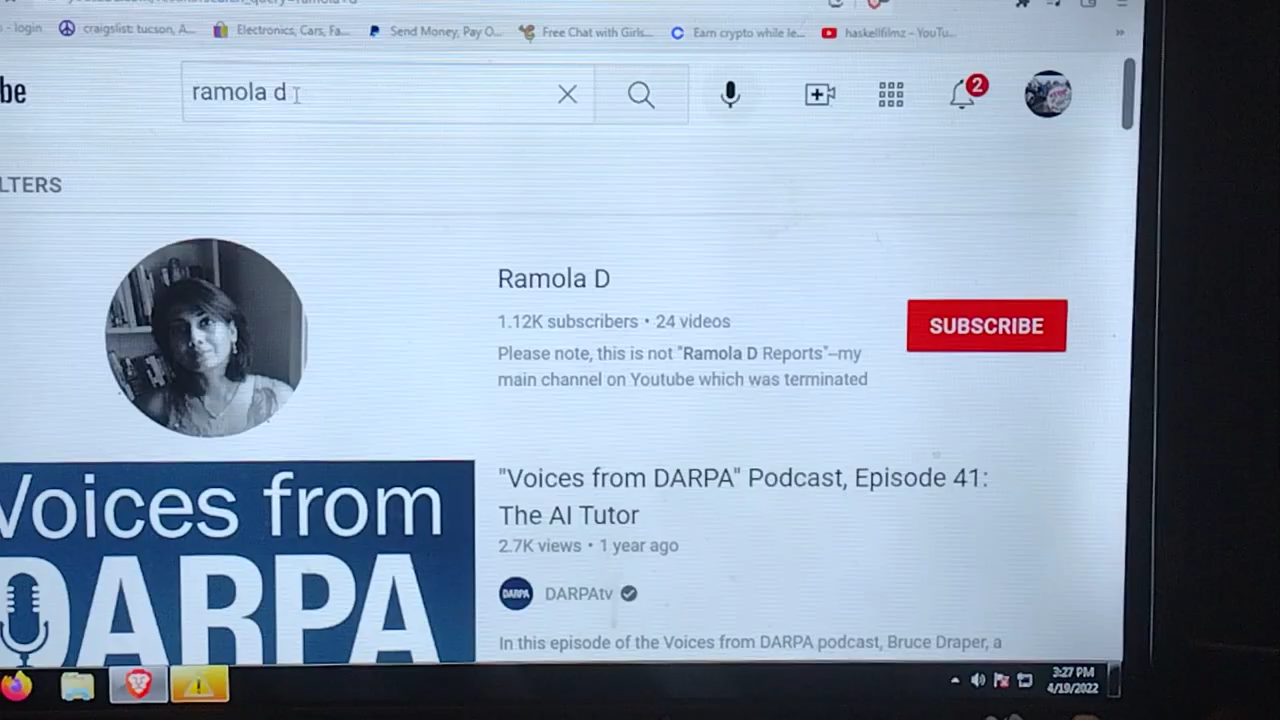 - login craigslist: tucson, A... Electronics, Cars, Fa... Send Money, Pay O... Free Chat with Girls... Earn crypto while le... haskellfilmz - YouTu... »
be ramola d 2
LTERS
Ramola D
1.12K subscribers • 24 videos
SUBSCRIBE
Please note, this is not "Ramola D Reports"--my
main channel on Youtube which was terminated
Voices from
DARPA
"Voices from DARPA" Podcast, Episode 41:
The AI Tutor
2.7K views • 1 year ago
DARPA DARPAtv
In this episode of the Voices from DARPA podcast, Bruce Draper, a
3:27 PM
4/19/2022